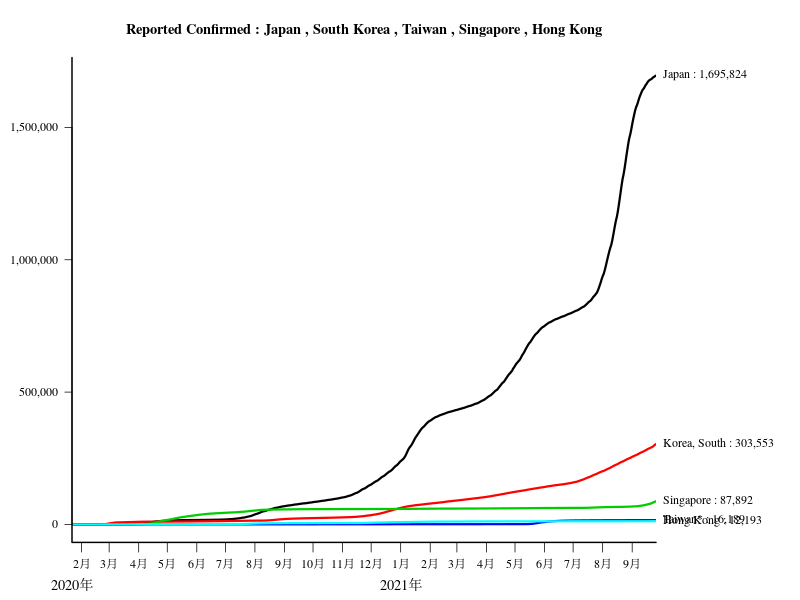 Reported Confirmed : Japan , South Korea , Taiwan , Singapore , Hong Kong
Japan : 1,695,824
1,500,000
1,000,000
500,000
Korea, South : 303,553
Singapore : 87,892
Hong Kong : 12,193
0
2月 3月 4月 5月 6月 7月 8月 9月 10月 11月 12月 1月 2月 3月 4月 5月 6月 7月 8月 9月
2020年 2021年